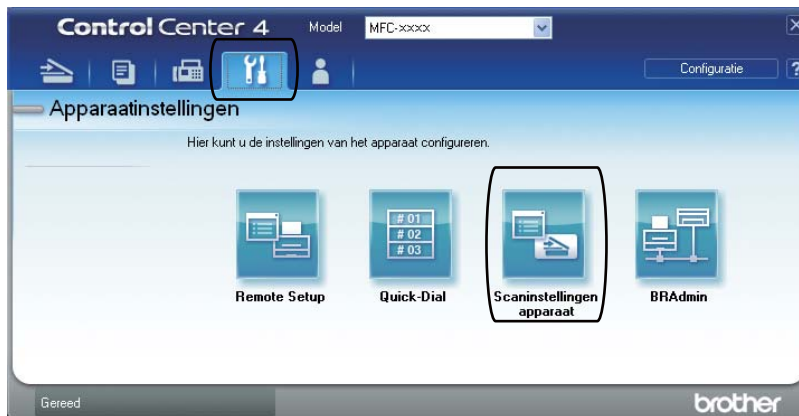 Control Center 4 Model MFC-xxxx
Configuratie ?
Apparaatinstellingen
Hier kunt u de instellingen van het apparaat configureren.
# 01
# 02
# 03
Remote Setup
Quick-Dial
Scaninstellingen
apparaat
BRAdmin
Gereed
brother